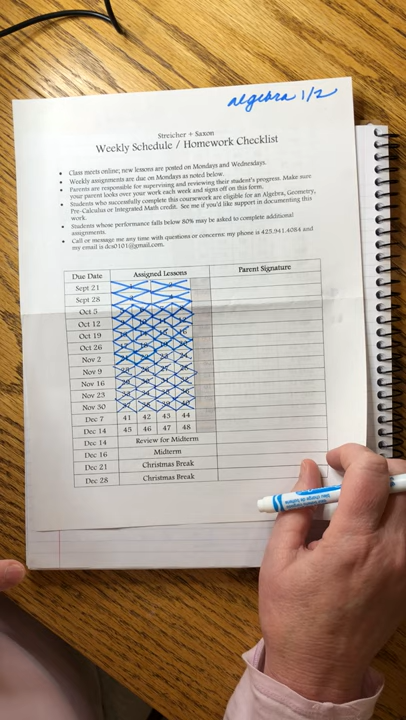 algebra 1/2
Streicher + Saxon
Weekly Schedule / Homework Checklist
• Class meets online; new lessons are posted on Mondays and Wednesdays.
• Weekly assignments are due on Mondays as noted below.
• Parents are responsible for supervising and reviewing their student's progress. Make sure
your parent looks over your work each week and signs off on this form.
• Students who successfully complete this coursework are eligible for an Algebra, Geometry,
Pre-Calculus or Integrated Math credit. See me if you'd like support in documenting this
work.
• Students whose performance falls below 80% may be asked to complete additional
assignments.
• Call or message me any time with questions or concerns: my phone is 425.941.4084 and
my email is dcs0101@gmail.com.
Due Date Assigned Lessons Parent Signature
Sept 21
Sept 28
Oct 5
Oct 12
Oct 19
Oct 26
Nov 2
Nov 9
Nov 16
Nov 23
Nov 30
Dec 7 41 42 43 44
Dec 14 45 46 47 48
Dec 14 Review for Midterm
Dec 16 Midterm
Dec 21 Christmas Break
Dec 28 Christmas Break